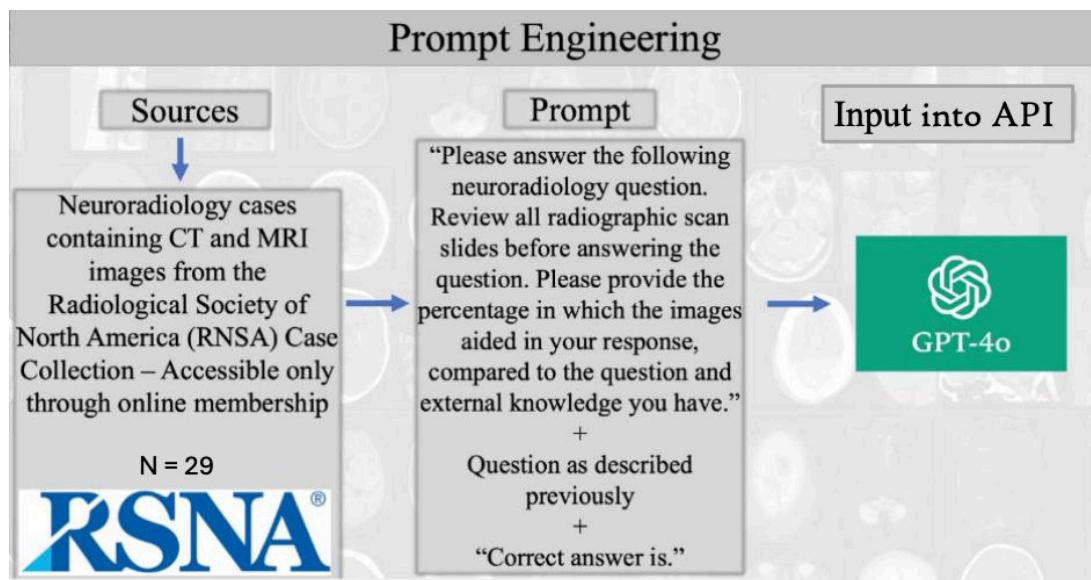 Prompt Engineering
Sources
Neuroradiology cases
containing CT and MRI
images from the
Radiological Society of
North America (RNSA) Case
Collection – Accessible only
through online membership
N = 29
RSNA®
Prompt
“Please answer the following
neuroradiology question.
Review all radiographic scan
slides before answering the
question. Please provide the
percentage in which the images
aided in your response,
compared to the question and
external knowledge you have.”
+
Question as described
previously
+
“Correct answer is.”
Input into API
GPT-4o